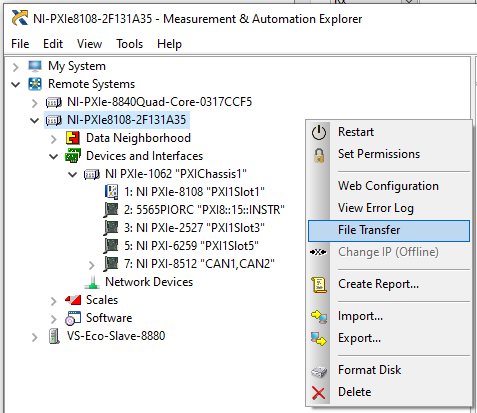 NI-PXIe8108-2F131A35 - Measurement & Automation Explorer
File Edit View Tools Help
My System
Remote Systems
NI-PXIe-8840Quad-Core-0317CCF5
NI-PXIe8108-2F131A35
Data Neighborhood
Devices and Interfaces
NI PXIe-1062 "PXIChassis1"
1: NI PXIe-8108 "PXI1Slot1"
2: 5565PIORC "PXI8::15::INSTR"
3: NI PXIe-2527 "PXI1Slot3"
5: NI PXI-6259 "PXI1Slot5"
7: NI PXI-8512 "CAN1,CAN2"
Network Devices
Scales
Software
VS-Eco-Slave-8880
Restart
Set Permissions
Web Configuration
View Error Log
File Transfer
Change IP (Offline)
Create Report...
Import...
Export...
Format Disk
Delete